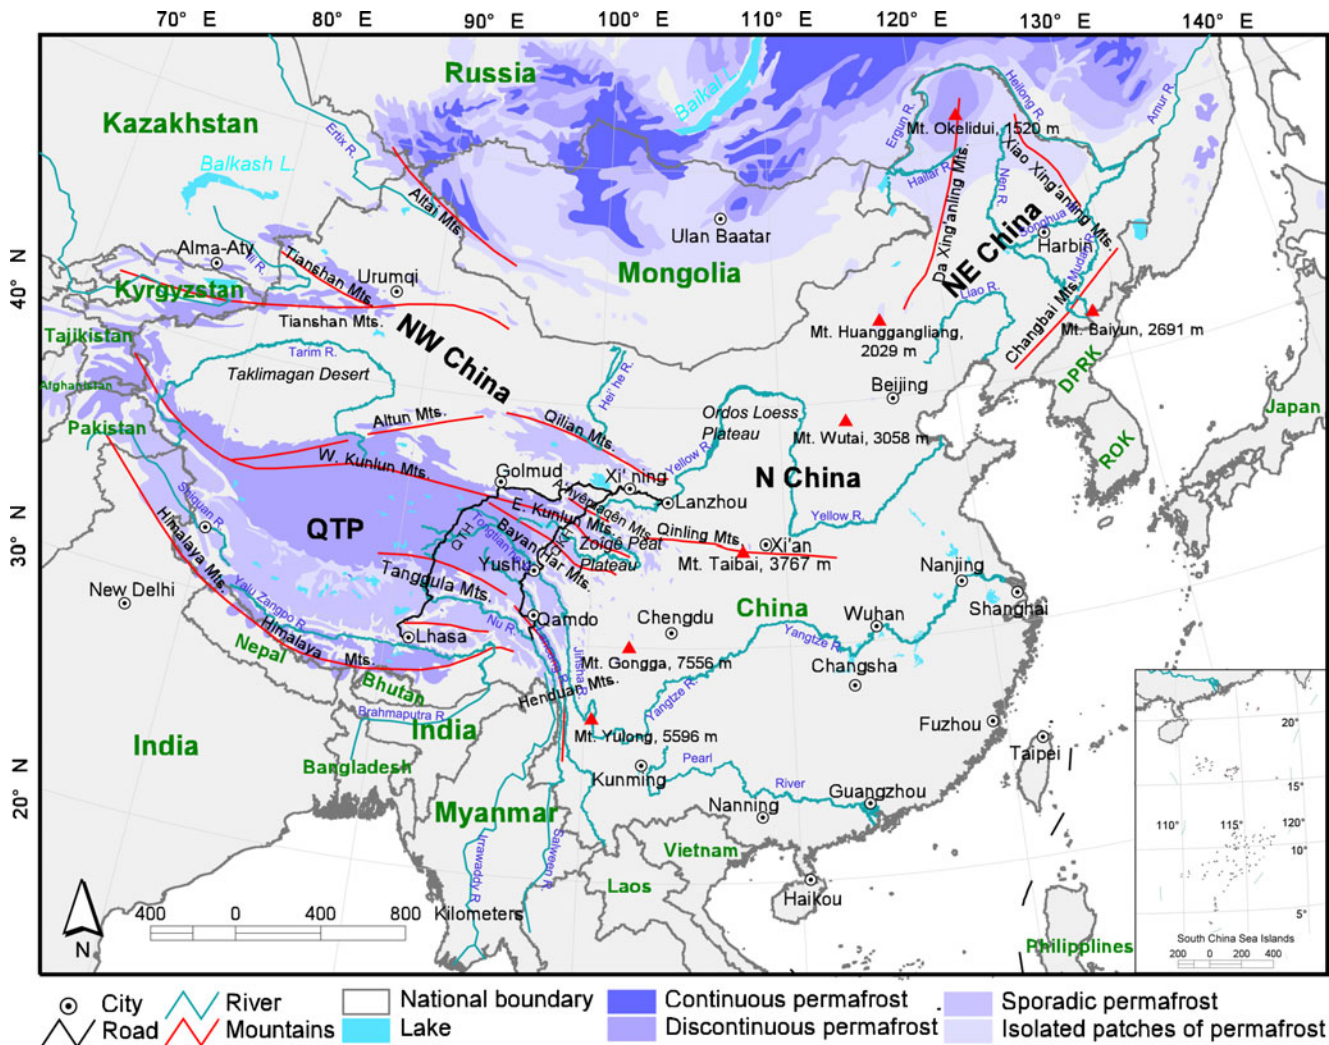 70° E
80° E
90° E
100° E
110° E
120° E
130° E
140° E
40° N
30° N
20° N
Russia
Kazakhstan
Baikal L.
Ertix R.
Balkash L.
Altai Mts.
Ergun R.
Heilong R.
Amur R.
Mt. Okelidui, 1520 m
Hailar R.
Nen R.
Xiao Xing'anling Mts.
Da Xing'anling Mts.
Songhua
Harbin
Mudan R.
NE China
Ulan Baatar
Mongolia
Alma-Aty
Ili R.
Tianshan Mts.
Urumqi
Kyrgyzstan
Tianshan Mts.
NW China
Liao R.
Changbai Mts.
Mt. Baiyun, 2691 m
Mt. Huanggangliang,
2029 m
Tajikistan
Tarim R.
Taklimagan Desert
Hei' he R.
Afghanistan
Beijing
DPRK
Japan
Pakistan
Altun Mts.
Qilian Mts.
Ordos Loess
Plateau
Mt. Wutai, 3058 m
ROK
W. Kunlun Mts.
Golmud
Xi' ning
Yellow R.
N China
Lanzhou
A'nyêmaqên Mts.
E. Kunlun Mts.
Shiquan R.
QTP
Tongtian R.
Bayan Har Mts.
Zoigê Peat
Plateau
Qinling Mts.
Yellow R.
Xi'an
Mt. Taibai, 3767 m
Himalaya Mts.
Yushu
Tanggula Mts.
New Delhi
Yalu Zangpo R.
Nanjing
Shanghai
China
Wuhan
Chengdu
Qamdo
Nu R.
Lhasa
Himalaya
Mts.
Nepal
Yangtze R.
Changsha
Jinsha R.
Mt. Gongga, 7556 m
Henduan Mts.
Bhutan
Brahmaputra R.
India
India
Yangtze R.
Mt. Yulong, 5596 m
Fuzhou
Taipei
Bangladesh
Kunming
Pearl
River
Guangzhou
Nanning
Myanmar
Vietnam
Laos
Irrawaddy R.
Salween R.
Haikou
Philippines
N
400 0 400 800
Kilometers
20°
15°
110° 115° 120°
10°
5°
South China Sea Islands
200 0 200 400
City
River
National boundary
Continuous permafrost
Sporadic permafrost
Road
Mountains
Lake
Discontinuous permafrost
Isolated patches of permafrost